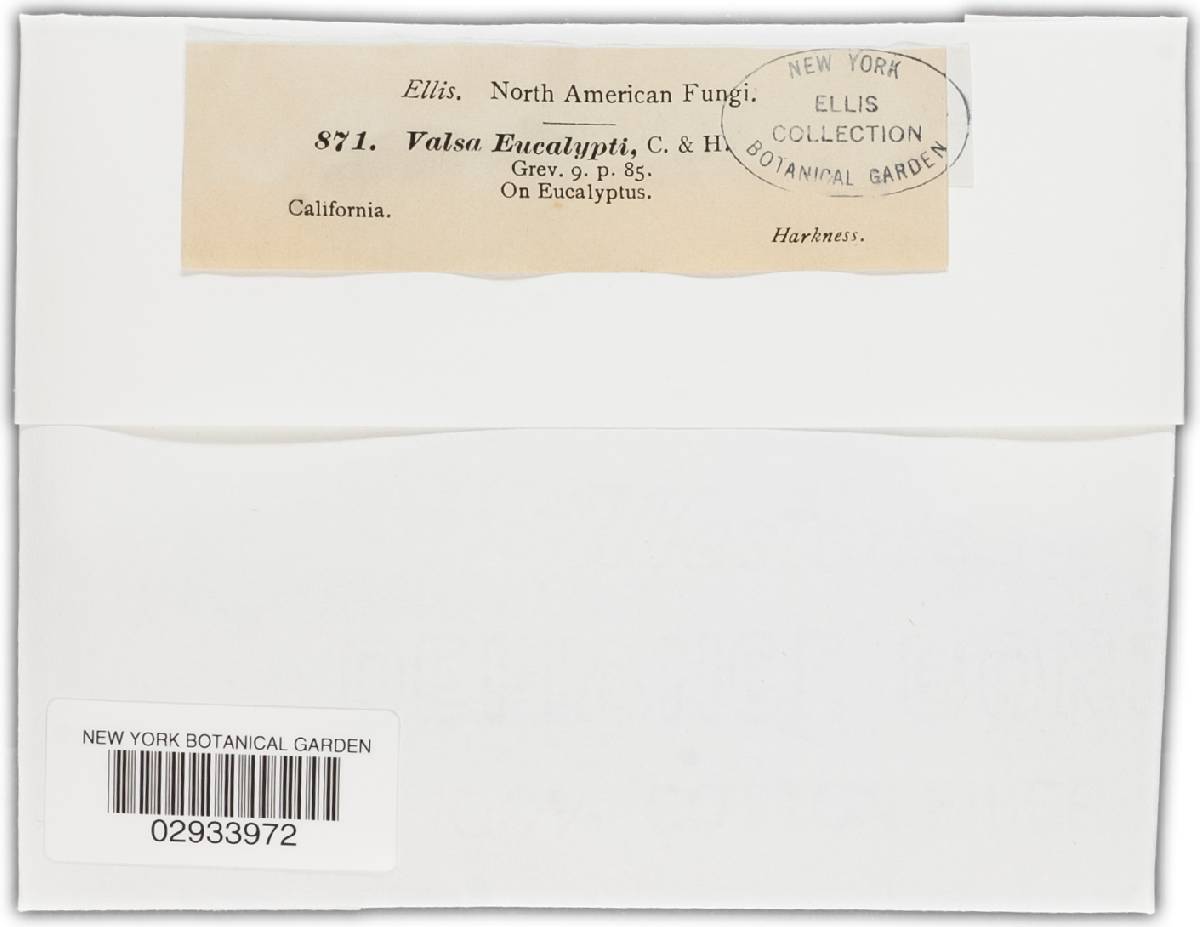 Ellis. North American Fungi.
871. Valsa Eucalypti, C. & H.
Grev. 9. p. 85.
On Eucalyptus.
California.
Harkness.
NEW YORK
ELLIS
COLLECTION
BOTANICAL GARDEN
NEW YORK BOTANICAL GARDEN
02933972